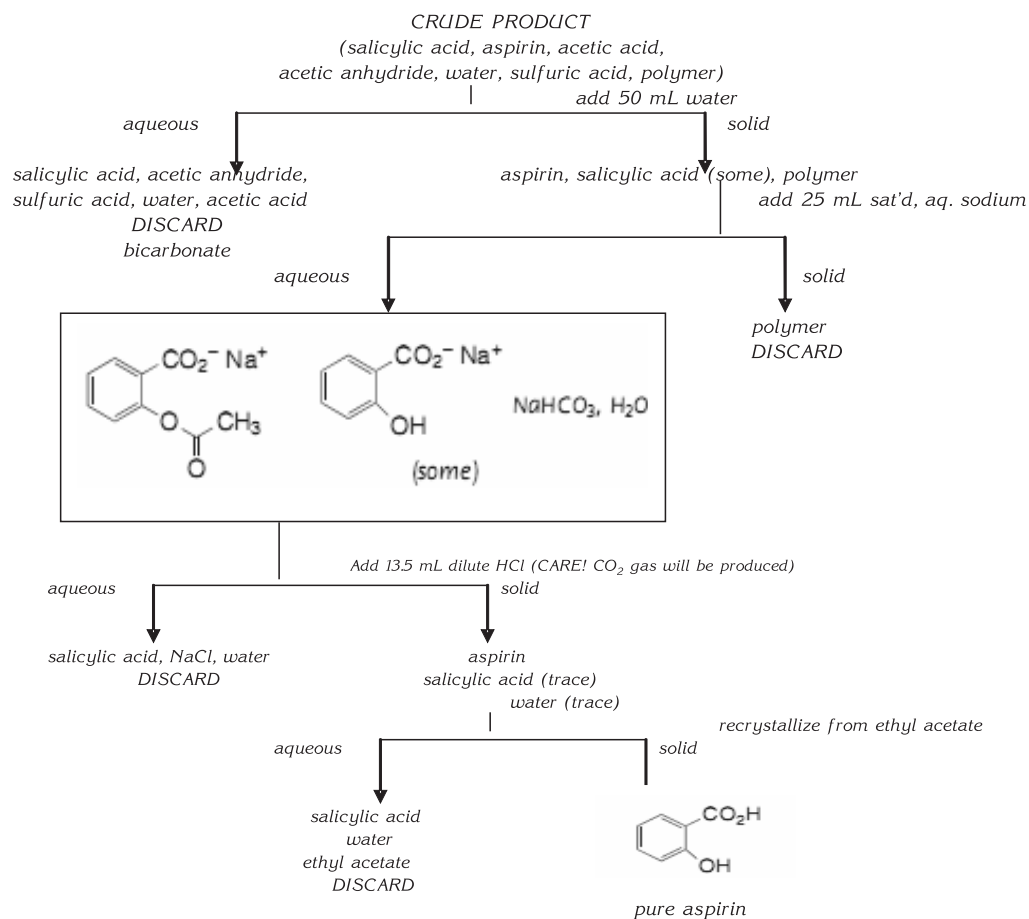 CRUDE PRODUCT
(salicylic acid, aspirin, acetic acid,
acetic anhydride, water, sulfuric acid, polymer)
add 50 mL water
aqueous
solid
salicylic acid, acetic anhydride,
sulfuric acid, water, acetic acid
DISCARD
bicarbonate
aspirin, salicylic acid (some), polymer
add 25 mL sat'd, aq. sodium
aqueous
solid
polymer
DISCARD
CO₂⁻ Na⁺
O
CH₃
O
CO₂⁻ Na⁺
OH
(some)
NaHCO₃, H₂O
Add 13.5 mL dilute HCl (CARE! CO₂ gas will be produced)
aqueous
solid
salicylic acid, NaCl, water
DISCARD
aspirin
salicylic acid (trace)
water (trace)
recrystallize from ethyl acetate
aqueous
solid
salicylic acid
water
ethyl acetate
DISCARD
CO₂H
OH
pure aspirin